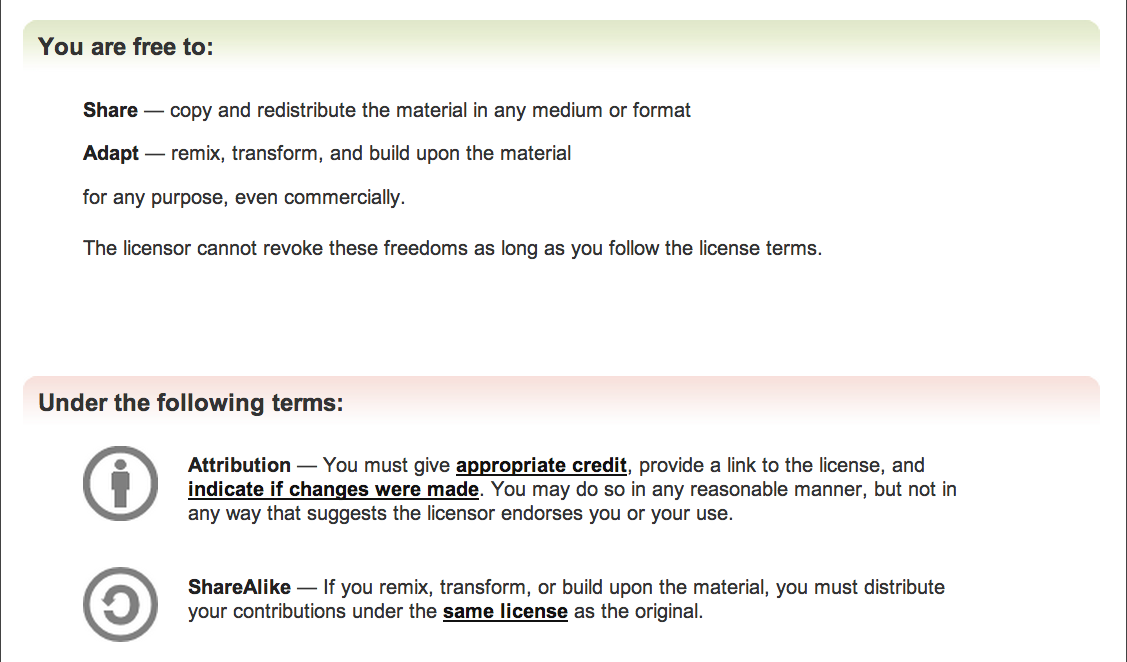 You are free to:
Share — copy and redistribute the material in any medium or format
Adapt — remix, transform, and build upon the material
for any purpose, even commercially.
The licensor cannot revoke these freedoms as long as you follow the license terms.
Under the following terms:
Attribution — You must give appropriate credit, provide a link to the license, and
indicate if changes were made. You may do so in any reasonable manner, but not in
any way that suggests the licensor endorses you or your use.
ShareAlike — If you remix, transform, or build upon the material, you must distribute
your contributions under the same license as the original.